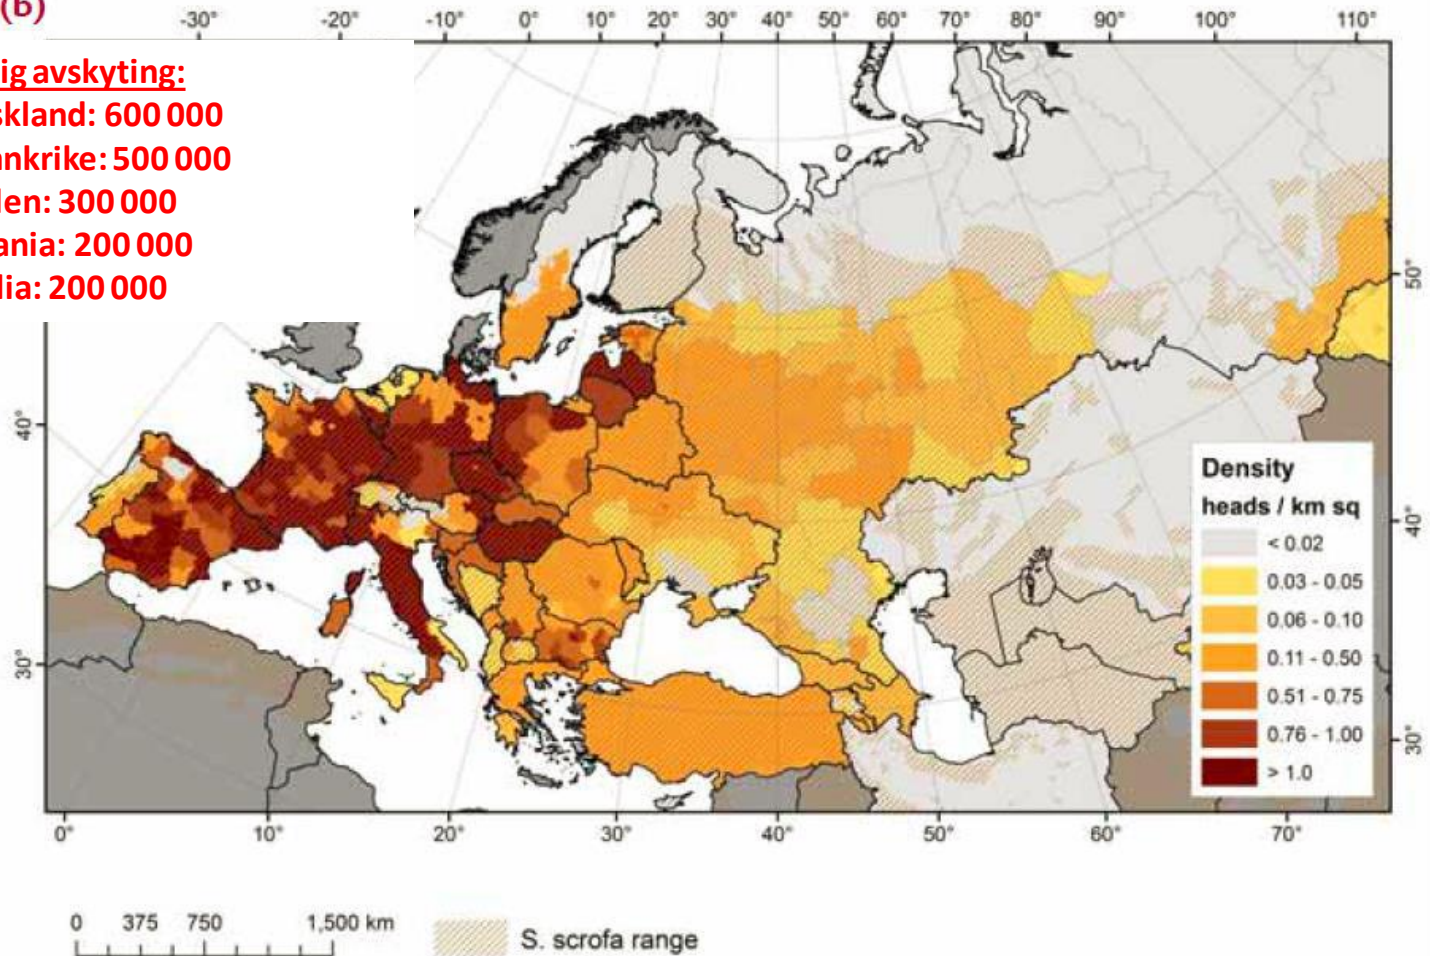 (b)
-30° -20° -10° 0° 10° 20° 30° 40° 50° 60° 70° 80° 90° 100° 110°
ig avskyting:
skland: 600 000
ankrike: 500 000
len: 300 000
ania: 200 000
lia: 200 000
50°
40°
40°
30°
30°
Density
heads / km sq
< 0.02
0.03 - 0.05
0.06 - 0.10
0.11 - 0.50
0.51 - 0.75
0.76 - 1.00
> 1.0
0° 10° 20° 30° 40° 50° 60° 70°
0 375 750 1,500 km
S. scrofa range